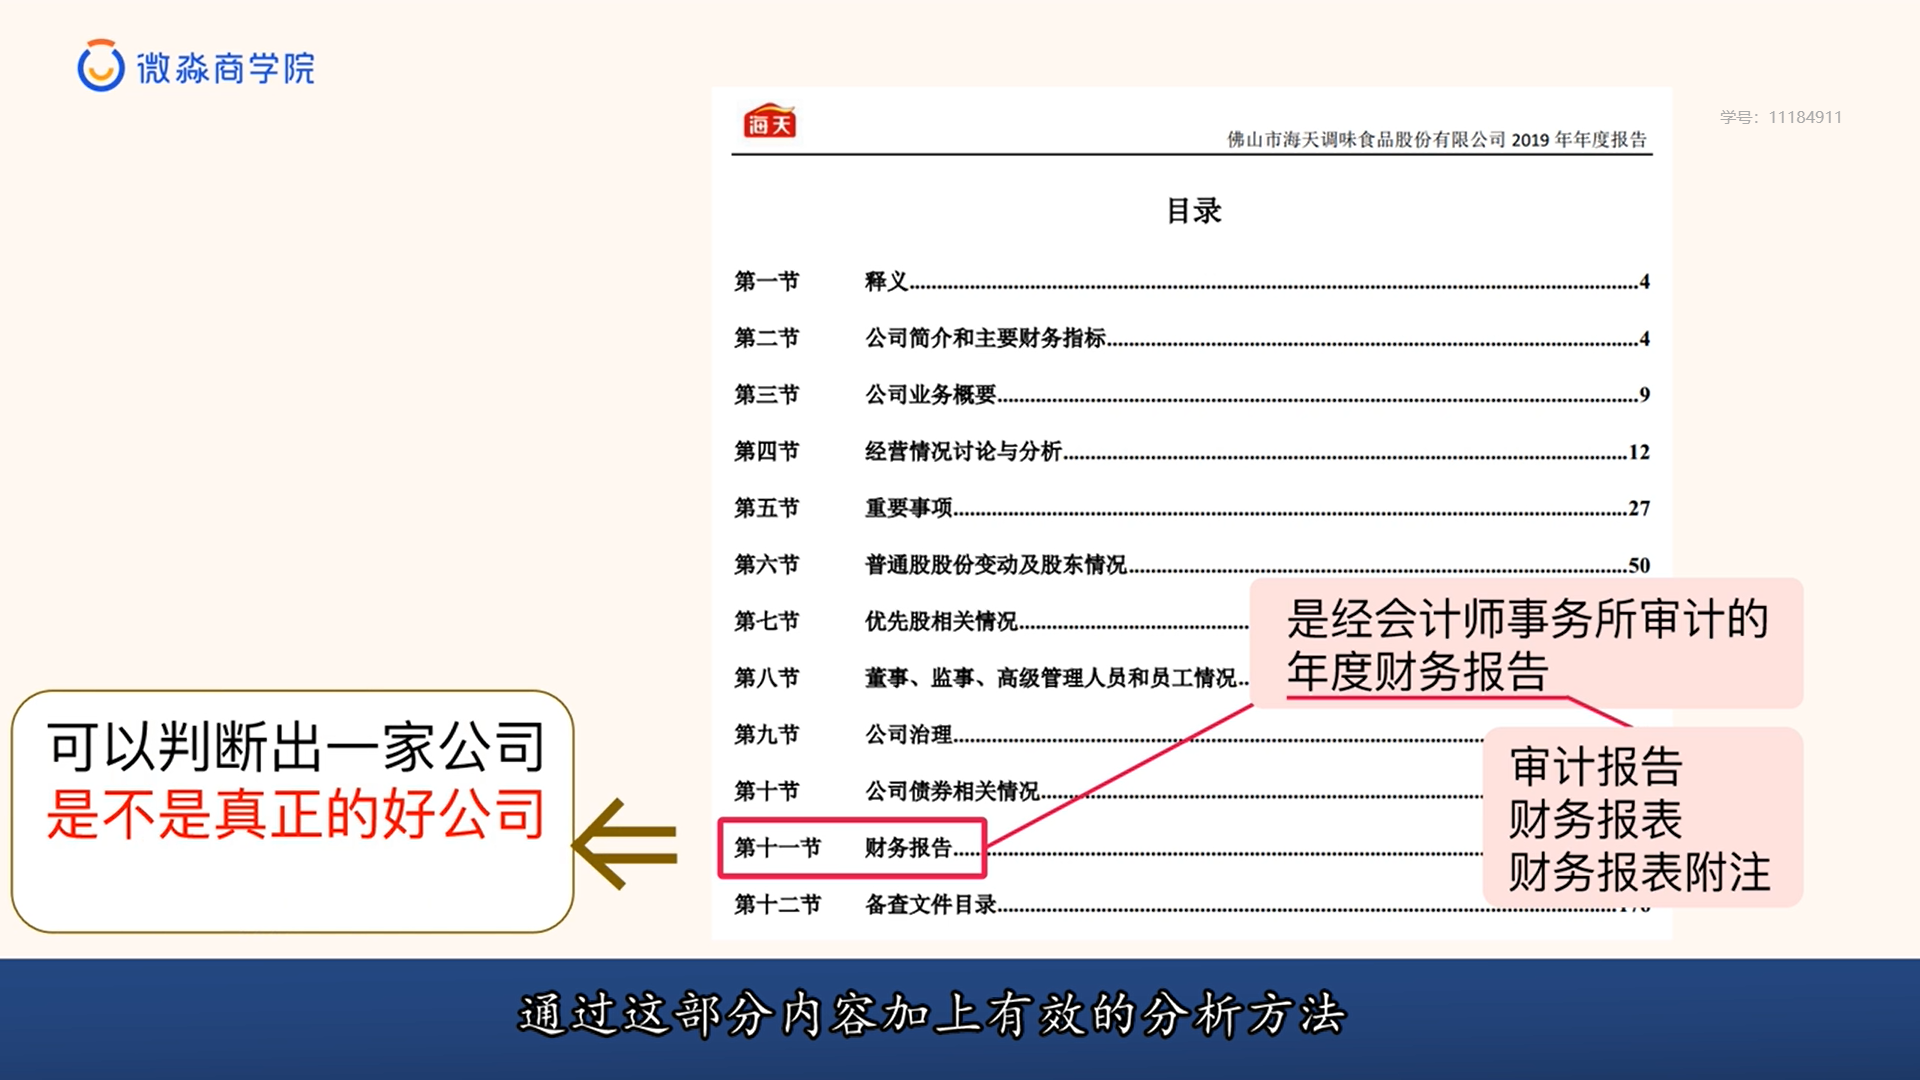 微淼商学院
学号：11184911
海天
佛山市海天调味食品股份有限公司 2019 年年度报告
目录
第一节 释义 4
第二节 公司简介和主要财务指标 4
第三节 公司业务概要 9
第四节 经营情况讨论与分析 12
第五节 重要事项 27
第六节 普通股股份变动及股东情况 50
第七节 优先股相关情况
第八节 董事、监事、高级管理人员和员工情况
第九节 公司治理
第十节 公司债券相关情况
第十一节 财务报告
第十二节 备查文件目录
是经会计师事务所审计的
年度财务报告
审计报告
财务报表
财务报表附注
可以判断出一家公司
是不是真正的好公司
通过这部分内容加上有效的分析方法